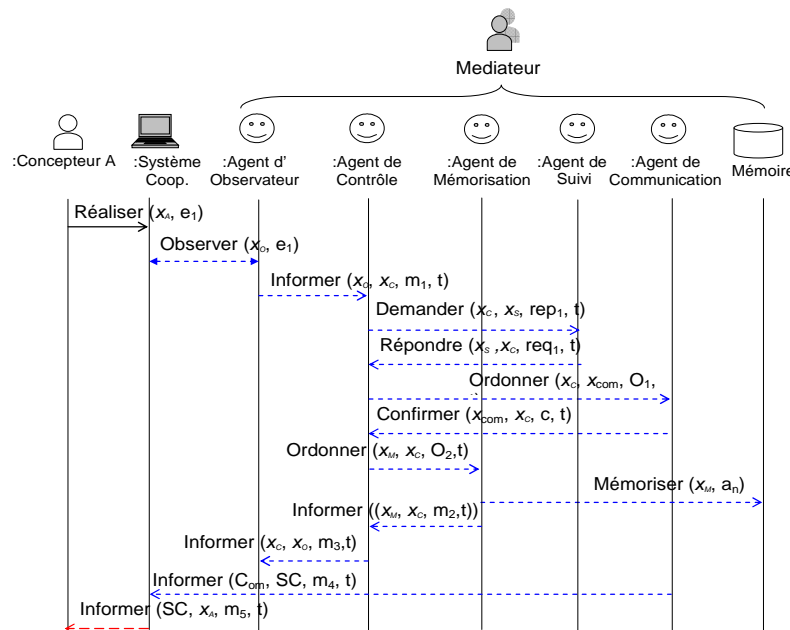 Mediateur
:Concepteur A
:Système
Coop.
:Agent d'
Observateur
:Agent de
Contrôle
:Agent de
Mémorisation
:Agent de
Suivi
:Agent de
Communication
Mémoire
Réaliser (xA, e1)
Observer (xO, e1)
Informer (xO, xC, m1, t)
Demander (xC, xS, rep1, t)
Répondre (xS ,xC, req1, t)
Ordonner (xC, xcom, O1,
Confirmer (xcom, xC, c, t)
Ordonner (xM, xC, O2,t)
Mémoriser (xM, an)
Informer ((xM, xC, m2,t))
Informer (xC, xO, m3,t)
Informer (Com, SC, m4, t)
Informer (SC, xA, m5, t)